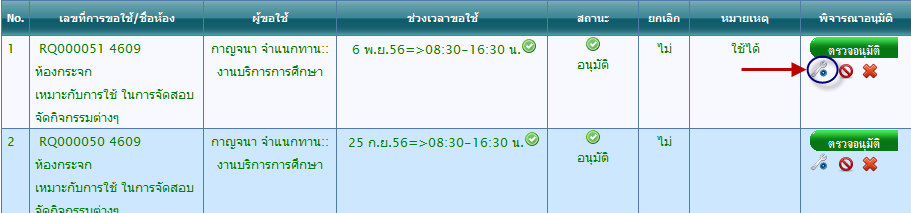 No. เลขที่การขอใช้/ชื่อห้อง ผู้ขอใช้ ช่วงเวลาขอใช้ สถานะ ยกเลิก หมายเหตุ พิจารณาอนุมัติ
1 RQ000051 4609 กาญจนา จำแนกทาน:: 6 พ.ย.56=>08:30-16:30 น. ไม่ ใช้ได้ ตรวจอนุมัติ
ห้องกระจก งานบริการการศึกษา อนุมัติ
เหมาะกับการใช้ ในการจัดสอบ
จัดกิจกรรมต่างๆ
2 RQ000050 4609 กาญจนา จำแนกทาน:: 25 ก.ย.56=>08:30-16:30 น. ไม่ ตรวจอนุมัติ
ห้องกระจก งานบริการการศึกษา อนุมัติ
เหมาะกับการใช้ ในการจัดสอบ
จัดกิจกรรมต่างๆ